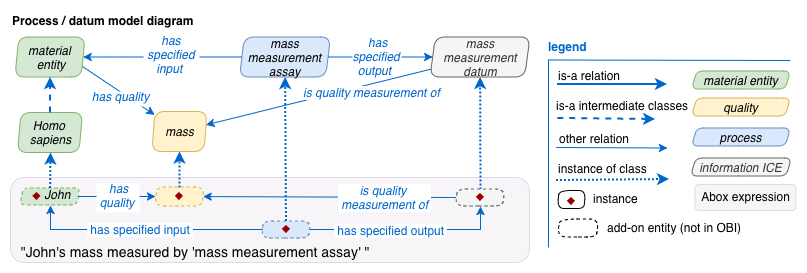 Process / datum model diagram
material
entity
has
specified
input
mass
measurement
assay
has
specified
output
mass
measurement
datum
has quality
is quality measurement of
Homo
sapiens
mass
John
has
quality
is quality
measurement of
has specified input
has specified output
"John's mass measured by 'mass measurement assay' "
legend
is-a relation
material entity
is-a intermediate classes
quality
other relation
process
instance of class
information ICE
instance
Abox expression
add-on entity (not in OBI)